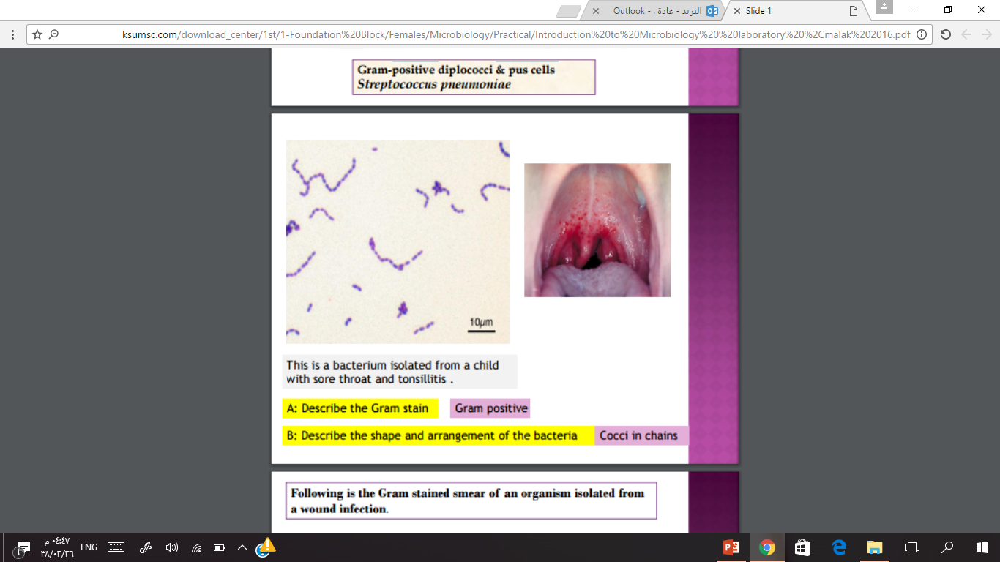 البريد - غادة . - Outlook
Slide 1
ksumsc.com/download_center/1st/1-Foundation%20Block/Females/Microbiology/Practical/Introduction%20to%20Microbiology%20%20laboratory%20%2Cmalak%202016.pdf
Gram-positive diplococci & pus cells
Streptococcus pneumoniae
10µm
This is a bacterium isolated from a child
with sore throat and tonsillitis .
A: Describe the Gram stain Gram positive
B: Describe the shape and arrangement of the bacteria Cocci in chains
Following is the Gram stained smear of an organism isolated from
a wound infection.
٠٤:٤٧ م
ENG
٣٨/٠٢/٢٦